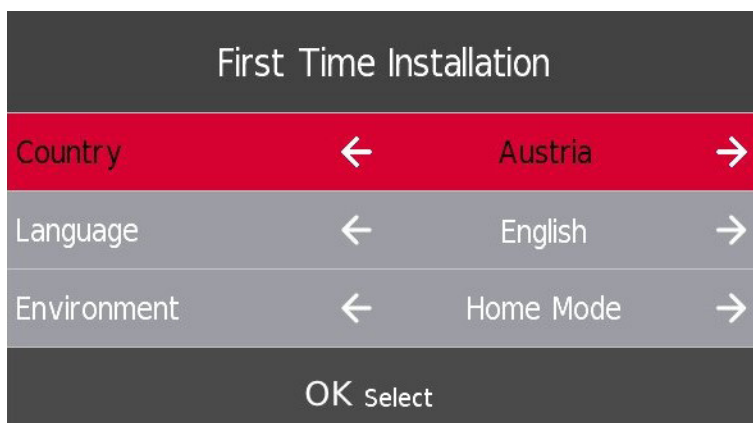 First Time Installation
Country ← Austria →
Language ← English →
Environment ← Home Mode →
OK Select